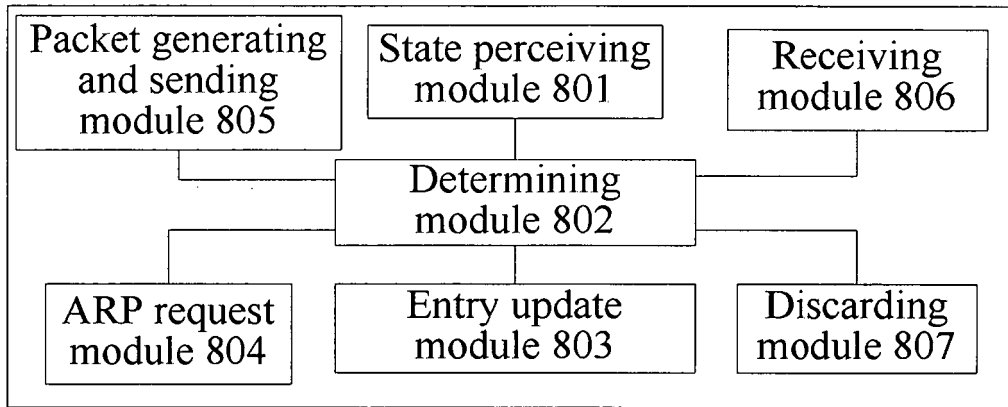 Packet generating
and sending
module 805
State perceiving
module 801
Receiving
module 806
Determining
module 802
ARP request
module 804
Entry update
module 803
Discarding
module 807